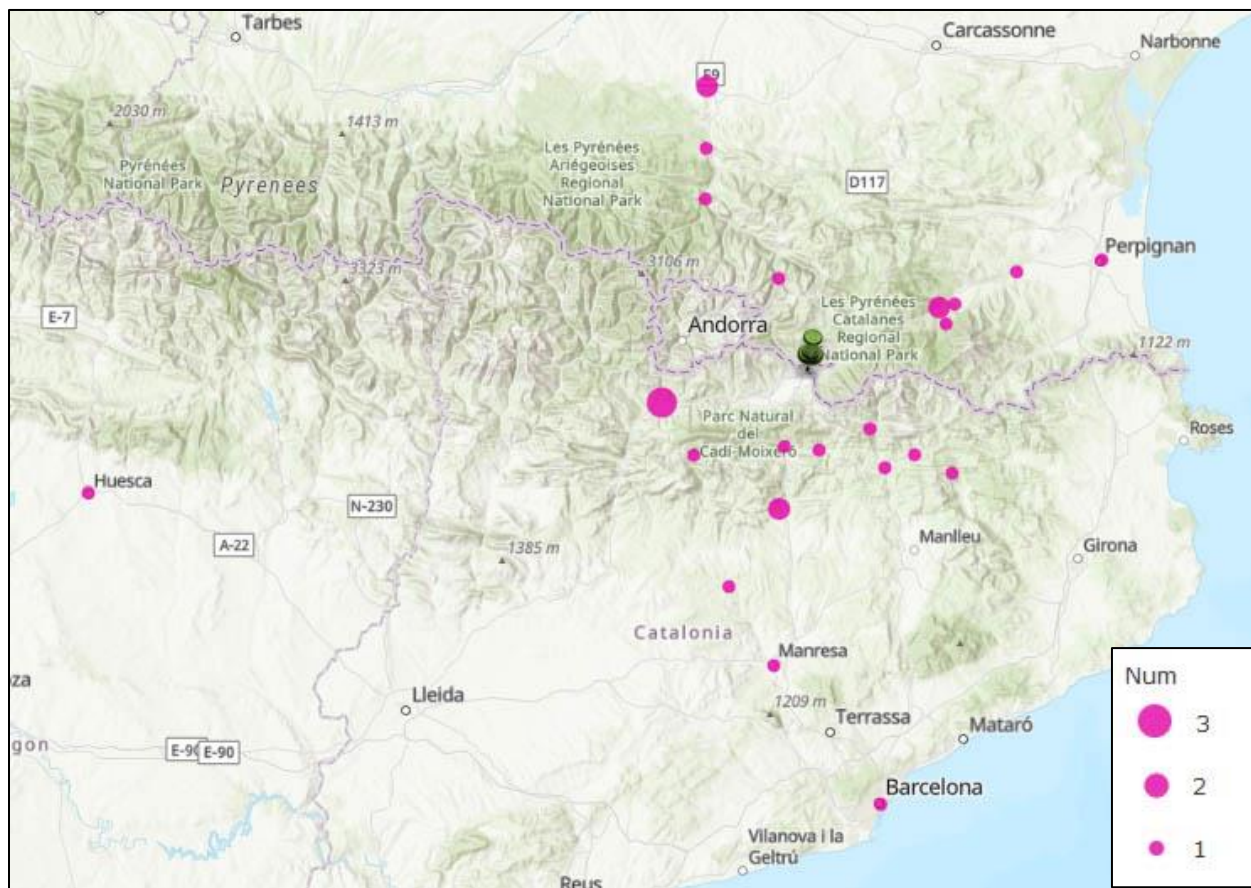 Tarbes
Carcassonne
Narbonne
2030 m
1413 m
Les Pyrénées
Ariégeoises
Regional
National Park
Pyrénées
National Park
Pyrenees
D117
Perpignan
3106 m
3323 m
E-7
Andorra
Les Pyrénées
Catalanes
Regional
National Park
1122 m
Parc Natural
del
Cadí-Moixeró
Roses
Huesca
N-230
A-22
1385 m
Manlleu
Girona
Catalonia
Manresa
za
Lleida
1209 m
Terrassa
Mataró
gon
E-90
E-90
Barcelona
Vilanova i la
Geltrú
Reus
Num
3
2
1